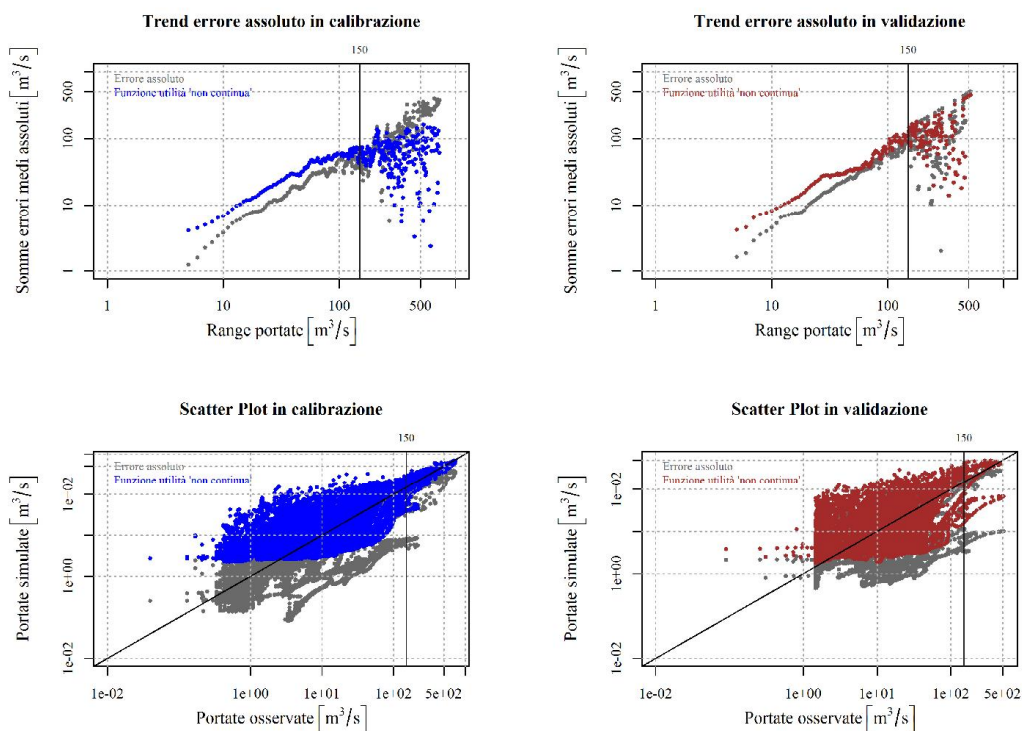 Trend errore assoluto in calibrazione
150
Errore assoluto
Funzione utilità 'non continua'
Somme errori medi assoluti [m³/s]
500
100
10
1
1
10
100
500
Range portate [m³/s]
Trend errore assoluto in validazione
150
Errore assoluto
Funzione utilità 'non continua'
Somme errori medi assoluti [m³/s]
500
100
10
1
1
10
100
500
Range portate [m³/s]
Scatter Plot in calibrazione
150
Errore assoluto
Funzione utilità 'non continua'
Portate simulate [m³/s]
1e+02
1e+00
1e-02
1e-02
1e+00
1e+01
1e+02
5e+02
Portate osservate [m³/s]
Scatter Plot in validazione
150
Errore assoluto
Funzione utilità 'non continua'
Portate simulate [m³/s]
1e+02
1e+00
1e-02
1e-02
1e+00
1e+01
1e+02
5e+02
Portate osservate [m³/s]